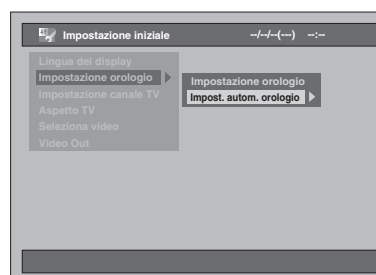 Impostazione iniziale --/--/--(---) --:--
Lingua del display
Impostazione orologio
Impostazione canale TV
Aspetto TV
Seleziona video
Video Out
Impostazione orologio
Impost. autom. orologio